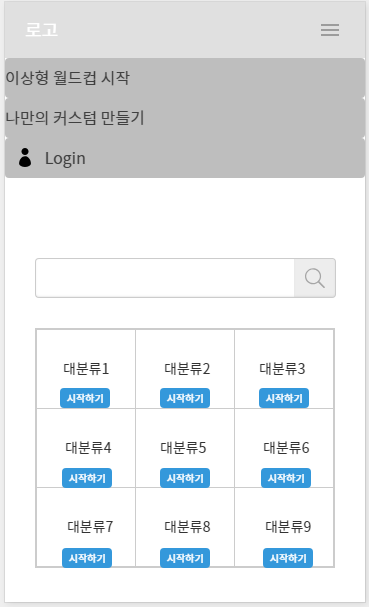 로고
이상형 월드컵 시작
나만의 커스텀 만들기
Login
대분류1 대분류2 대분류3
시작하기 시작하기 시작하기
대분류4 대분류5 대분류6
시작하기 시작하기 시작하기
대분류7 대분류8 대분류9
시작하기 시작하기 시작하기